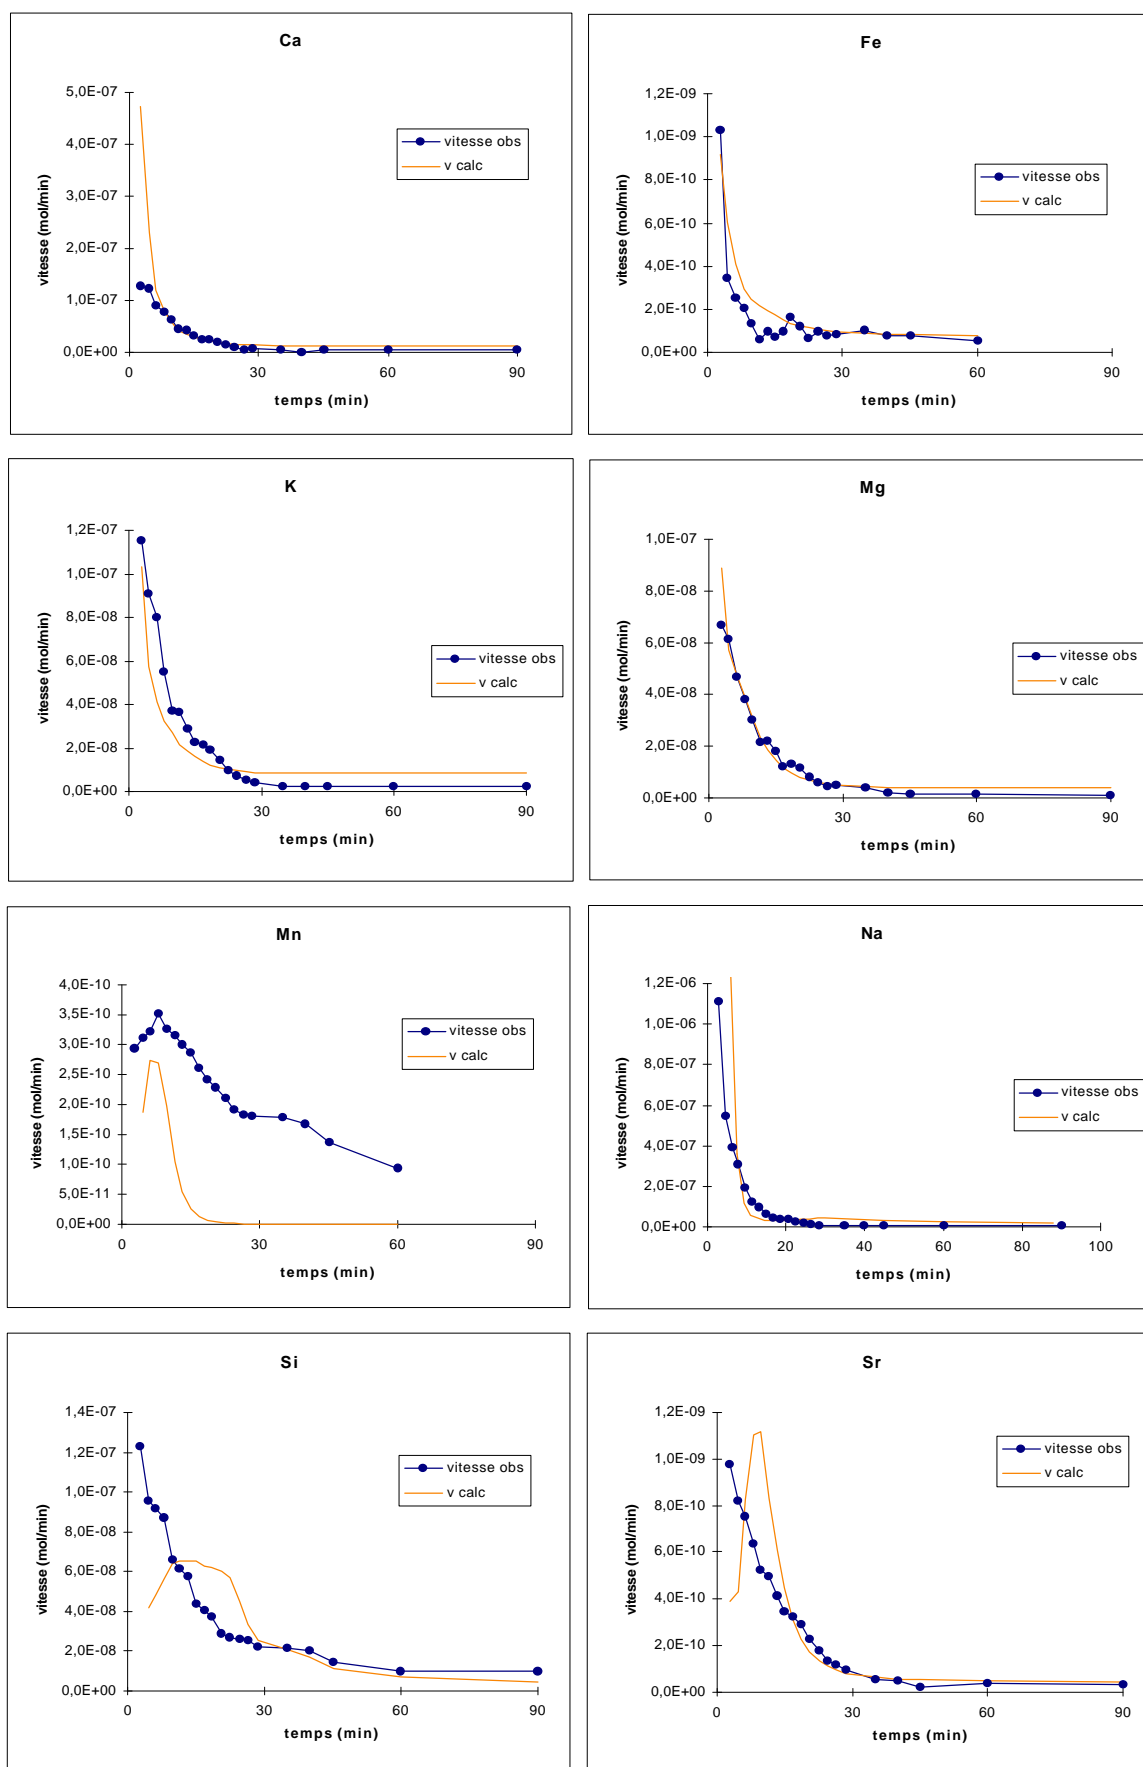 Ca
5,0E-07
4,0E-07
3,0E-07
2,0E-07
1,0E-07
0,0E+00
vitesse (mol/min)
vitesse obs
v calc
0 30 60 90
temps (min)
Fe
1,2E-09
1,0E-09
8,0E-10
6,0E-10
4,0E-10
2,0E-10
0,0E+00
vitesse (mol/min)
vitesse obs
v calc
0 30 60 90
temps (min)
K
1,2E-07
1,0E-07
8,0E-08
6,0E-08
4,0E-08
2,0E-08
0,0E+00
vitesse (mol/min)
vitesse obs
v calc
0 30 60 90
temps (min)
Mg
1,0E-07
8,0E-08
6,0E-08
4,0E-08
2,0E-08
0,0E+00
vitesse (mol/min)
vitesse obs
v calc
0 30 60 90
temps (min)
Mn
4,0E-10
3,5E-10
3,0E-10
2,5E-10
2,0E-10
1,5E-10
1,0E-10
5,0E-11
0,0E+00
vitesse (mol/min)
vitesse obs
v calc
0 30 60 90
temps (min)
Na
1,2E-06
1,0E-06
8,0E-07
6,0E-07
4,0E-07
2,0E-07
0,0E+00
vitesse (mol/min)
vitesse obs
v calc
0 20 40 60 80 100
temps (min)
Si
1,4E-07
1,2E-07
1,0E-07
8,0E-08
6,0E-08
4,0E-08
2,0E-08
0,0E+00
vitesse (mol/min)
vitesse obs
v calc
0 30 60 90
temps (min)
Sr
1,2E-09
1,0E-09
8,0E-10
6,0E-10
4,0E-10
2,0E-10
0,0E+00
vitesse (mol/min)
vitesse obs
v calc
0 30 60 90
temps (min)